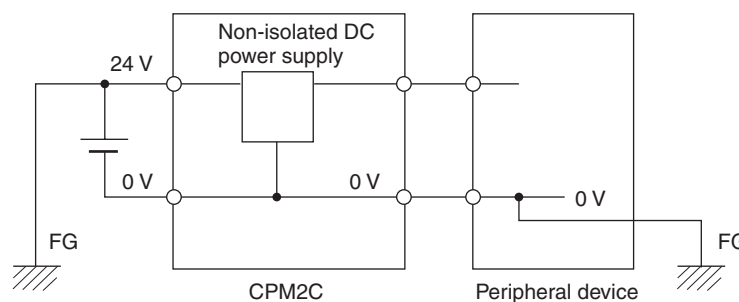 Non-isolated DC
power supply
24 V
0 V
0 V
0 V
FG
FG
CPM2C
Peripheral device